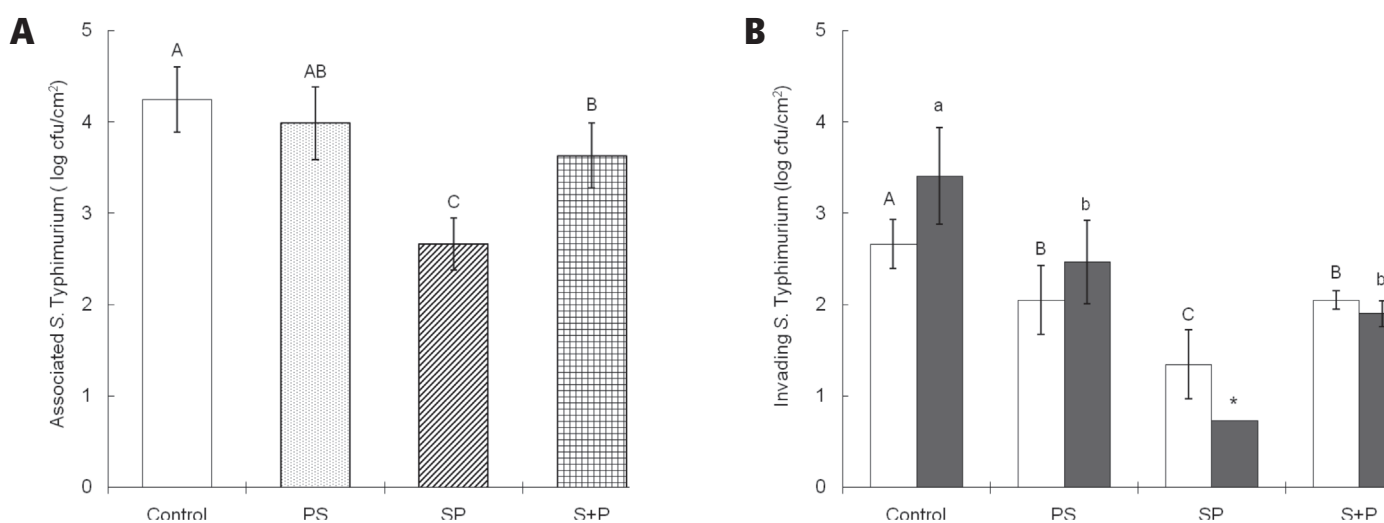 A
Associated S. Typhimurium ( log cfu/cm²)
5
4
3
2
1
0
A
AB
C
B
Control
PS
SP
S+P
B
Invading S. Typhimurium (log cfu/cm²)
5
4
3
2
1
0
A
a
B
b
C
*
B
b
Control
PS
SP
S+P